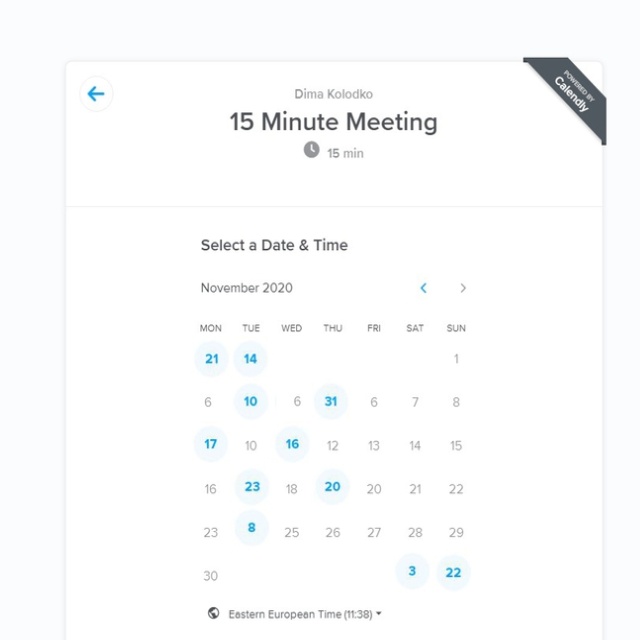 POWERED BY
Calendly
Dima Kolodko
15 Minute Meeting
15 min
Select a Date & Time
November 2020
MON TUE WED THU FRI SAT SUN
21 14 1
6 10 6 31 6 7 8
17 10 16 12 13 14 15
16 23 18 20 20 21 22
23 8 25 26 27 28 29
30 3 22
Eastern European Time (11:38)